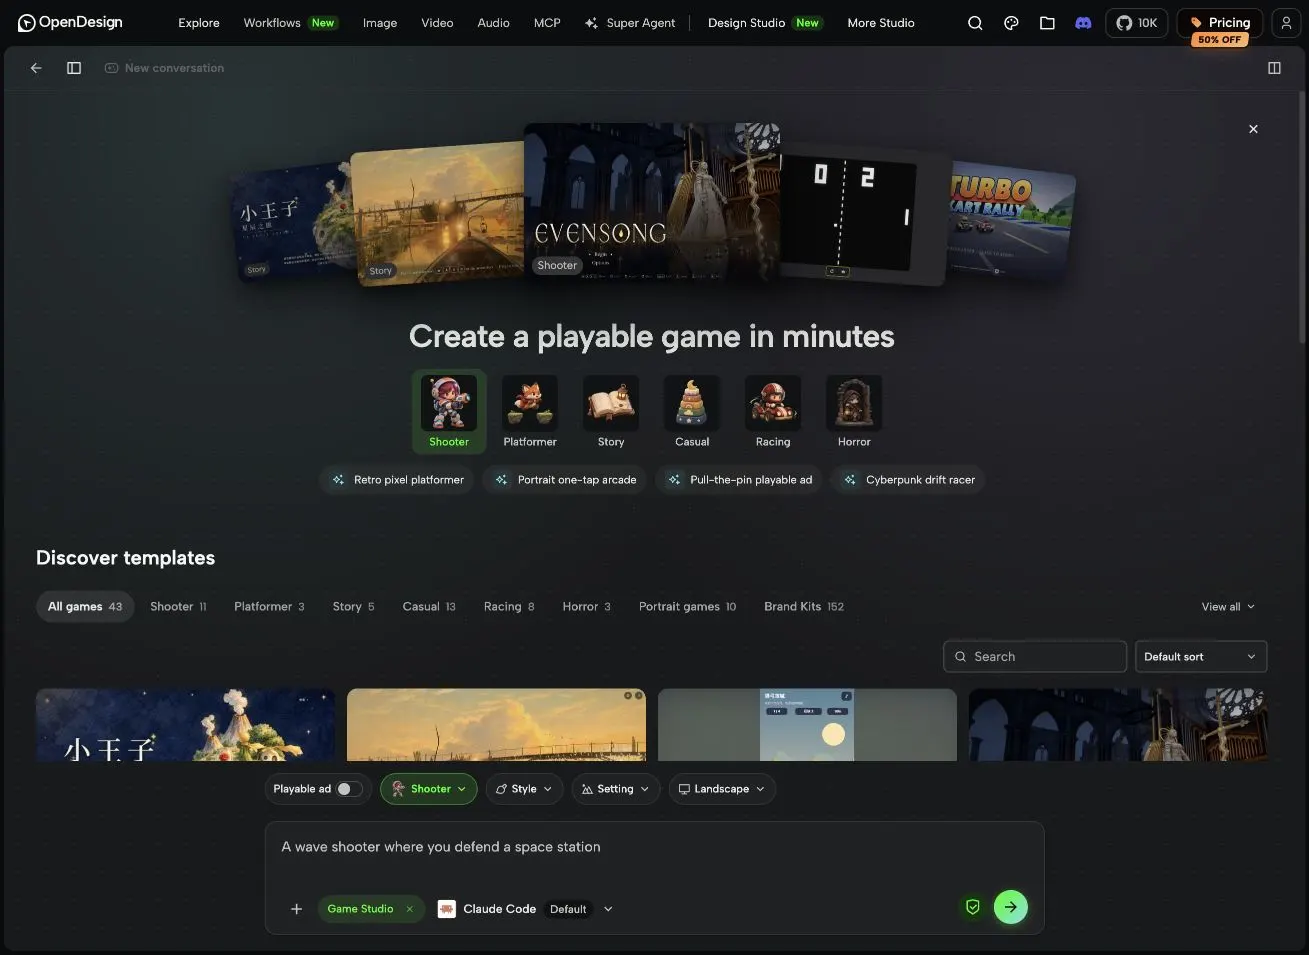 OpenDesign
Explore
Workflows New
Image
Video
Audio
MCP
Super Agent
Design Studio New
More Studio
10K
Pricing
50% OFF
New conversation
小王子
Story
Story
EVENSONG
Begin
Options
Shooter
0 2
TURBO
KART RALLY
Create a playable game in minutes
Shooter
Platformer
Story
Casual
Racing
Horror
Retro pixel platformer
Portrait one-tap arcade
Pull-the-pin playable ad
Cyberpunk drift racer
Discover templates
All games 43
Shooter 11
Platformer 3
Story 5
Casual 13
Racing 8
Horror 3
Portrait games 10
Brand Kits 152
View all
Search
Default sort
小王子
Playable ad
Shooter
Style
Setting
Landscape
A wave shooter where you defend a space station
Game Studio ×
Claude Code Default